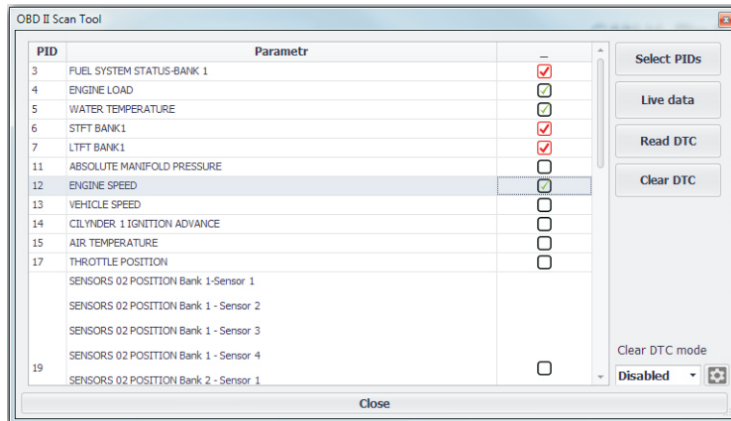 OBD II Scan Tool
PID Parametr _
3 FUEL SYSTEM STATUS-BANK 1
4 ENGINE LOAD
5 WATER TEMPERATURE
6 STFT BANK1
7 LTFT BANK1
11 ABSOLUTE MANIFOLD PRESSURE
12 ENGINE SPEED
13 VEHICLE SPEED
14 CILYNDER 1 IGNITION ADVANCE
15 AIR TEMPERATURE
17 THROTTLE POSITION
SENSORS 02 POSITION Bank 1-Sensor 1
SENSORS 02 POSITION Bank 1 - Sensor 2
SENSORS 02 POSITION Bank 1 - Sensor 3
SENSORS 02 POSITION Bank 1 - Sensor 4
19
SENSORS 02 POSITION Bank 2 - Sensor 1
Select PIDs
Live data
Read DTC
Clear DTC
Clear DTC mode
Disabled
Close